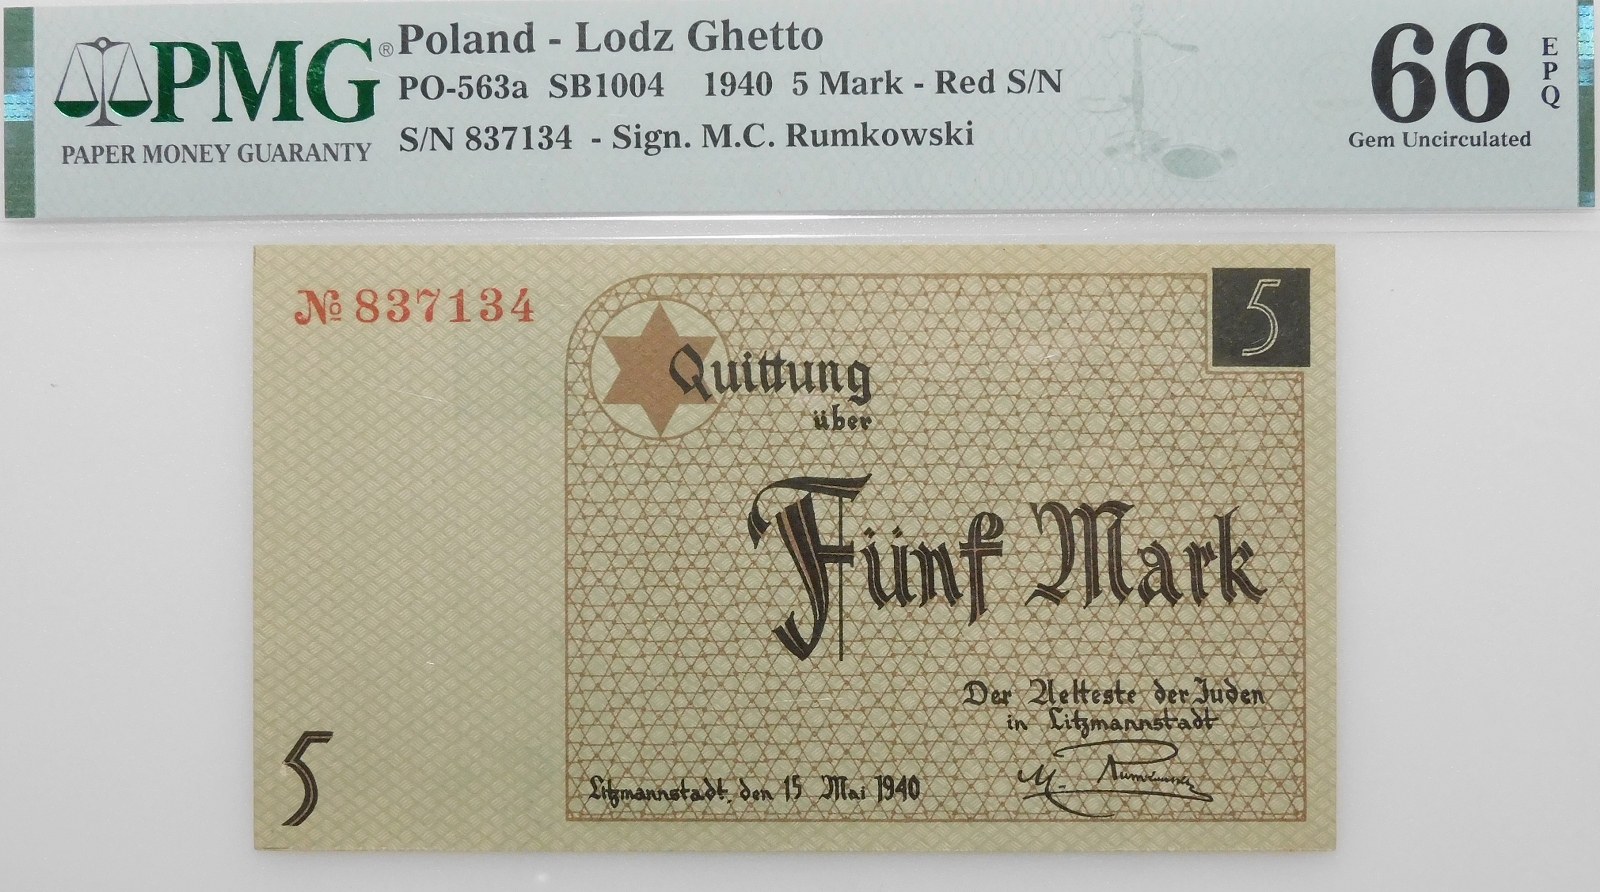 PMG® Poland - Lodz Ghetto
PO-563a SB1004 1940 5 Mark - Red S/N
S/N 837134 - Sign. M.C. Rumkowski
PAPER MONEY GUARANTY
66 EPQ
Gem Uncirculated
№ 837134
5
Quittung
über
Fünf Mark
Der Aelteste der Juden
in Litzmannstadt
M. Rumkowski
Litzmannstadt, den 15 Mai 1940
5